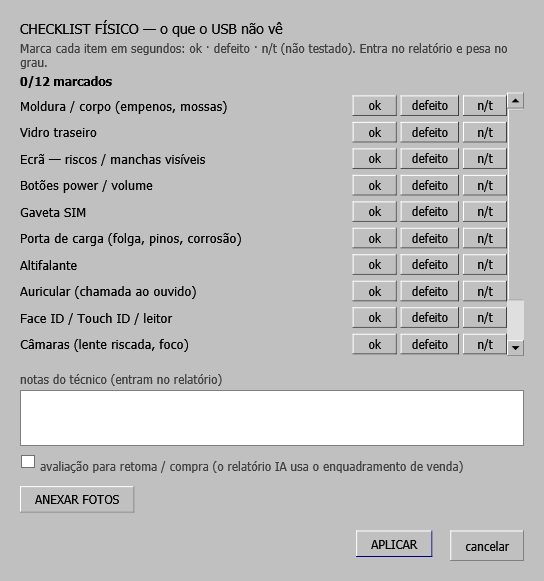 CHECKLIST FÍSICO — o que o USB não vê
Marca cada item em segundos: ok · defeito · n/t (não testado). Entra no relatório e pesa no
grau.
0/12 marcados
Moldura / corpo (empenos, mossas) ok defeito n/t
Vidro traseiro ok defeito n/t
Ecrã — riscos / manchas visíveis ok defeito n/t
Botões power / volume ok defeito n/t
Gaveta SIM ok defeito n/t
Porta de carga (folga, pinos, corrosão) ok defeito n/t
Altifalante ok defeito n/t
Auricular (chamada ao ouvido) ok defeito n/t
Face ID / Touch ID / leitor ok defeito n/t
Câmaras (lente riscada, foco) ok defeito n/t
notas do técnico (entram no relatório)
avaliação para retoma / compra (o relatório IA usa o enquadramento de venda)
ANEXAR FOTOS
APLICAR cancelar